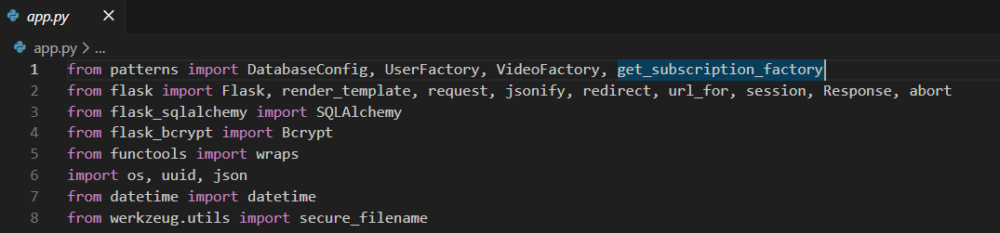 app.py ×
app.py > ...
1 from patterns import DatabaseConfig, UserFactory, VideoFactory, get_subscription_factory
2 from flask import Flask, render_template, request, jsonify, redirect, url_for, session, Response, abort
3 from flask_sqlalchemy import SQLAlchemy
4 from flask_bcrypt import Bcrypt
5 from functools import wraps
6 import os, uuid, json
7 from datetime import datetime
8 from werkzeug.utils import secure_filename